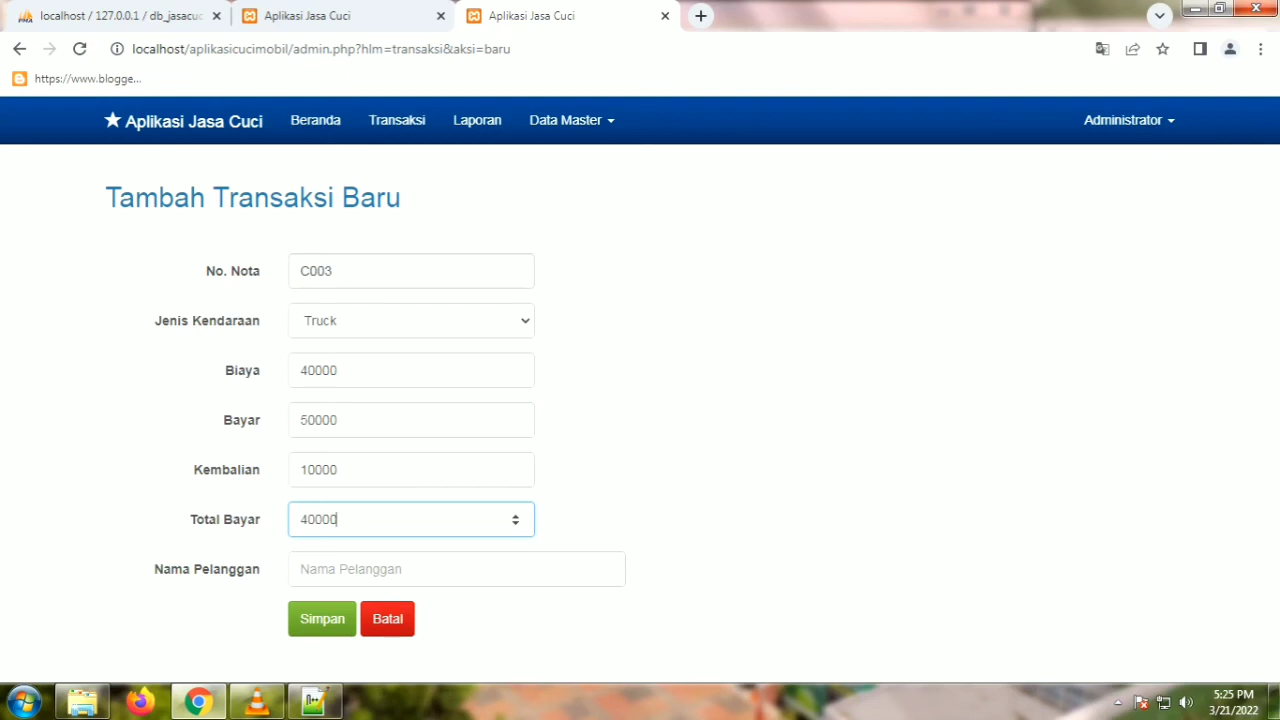 localhost / 127.0.0.1 / db_jasacuc
Aplikasi Jasa Cuci
Aplikasi Jasa Cuci
localhost/aplikasicucimobil/admin.php?hlm=transaksi&aksi=baru
https://www.blogge...
Aplikasi Jasa Cuci
Beranda
Transaksi
Laporan
Data Master
Administrator
Tambah Transaksi Baru
No. Nota
C003
Jenis Kendaraan
Truck
Biaya
40000
Bayar
50000
Kembalian
10000
Total Bayar
40000
Nama Pelanggan
Nama Pelanggan
Simpan
Batal
5:25 PM
3/21/2022